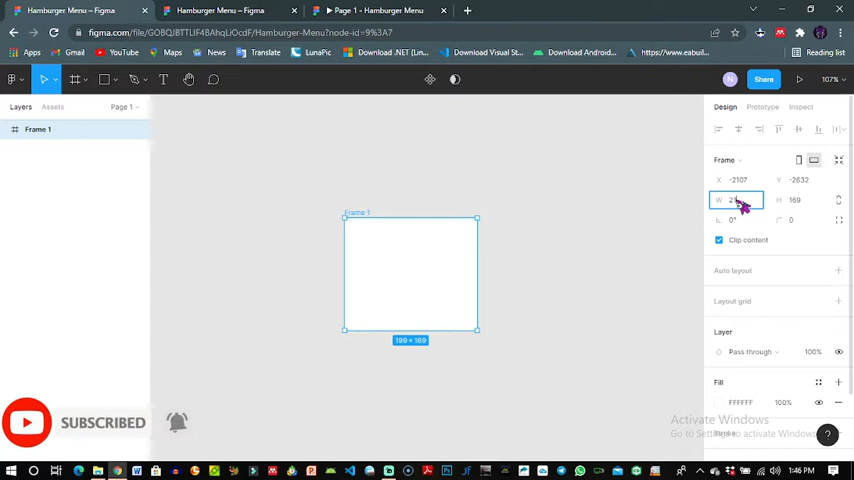 Hamburger Menu – Figma
Hamburger Menu – Figma
Page 1 - Hamburger Menu
figma.com/file/GOBQBTTLIF4BAhqLiOcdF/Hamburger-Menu?node-id=9%3A7
Apps
Gmail
YouTube
Maps
News
Translate
LunaPic
Download .NET (Lin...
Download Visual Stu...
Download Android...
https://www.eabuil...
Reading list
N
Share
107%
Layers
Assets
Page 1
Design
Prototype
Inspect
Frame 1
Frame
X -2107
Y -2632
W 21
H 169
0°
0
Clip content
Frame 1
199 × 169
Auto layout
Layout grid
Layer
Pass through
100%
Fill
FFFFFF
100%
Stroke
SUBSCRIBED
Activate Windows
Go to Settings to activate Windows.
?
1:46 PM